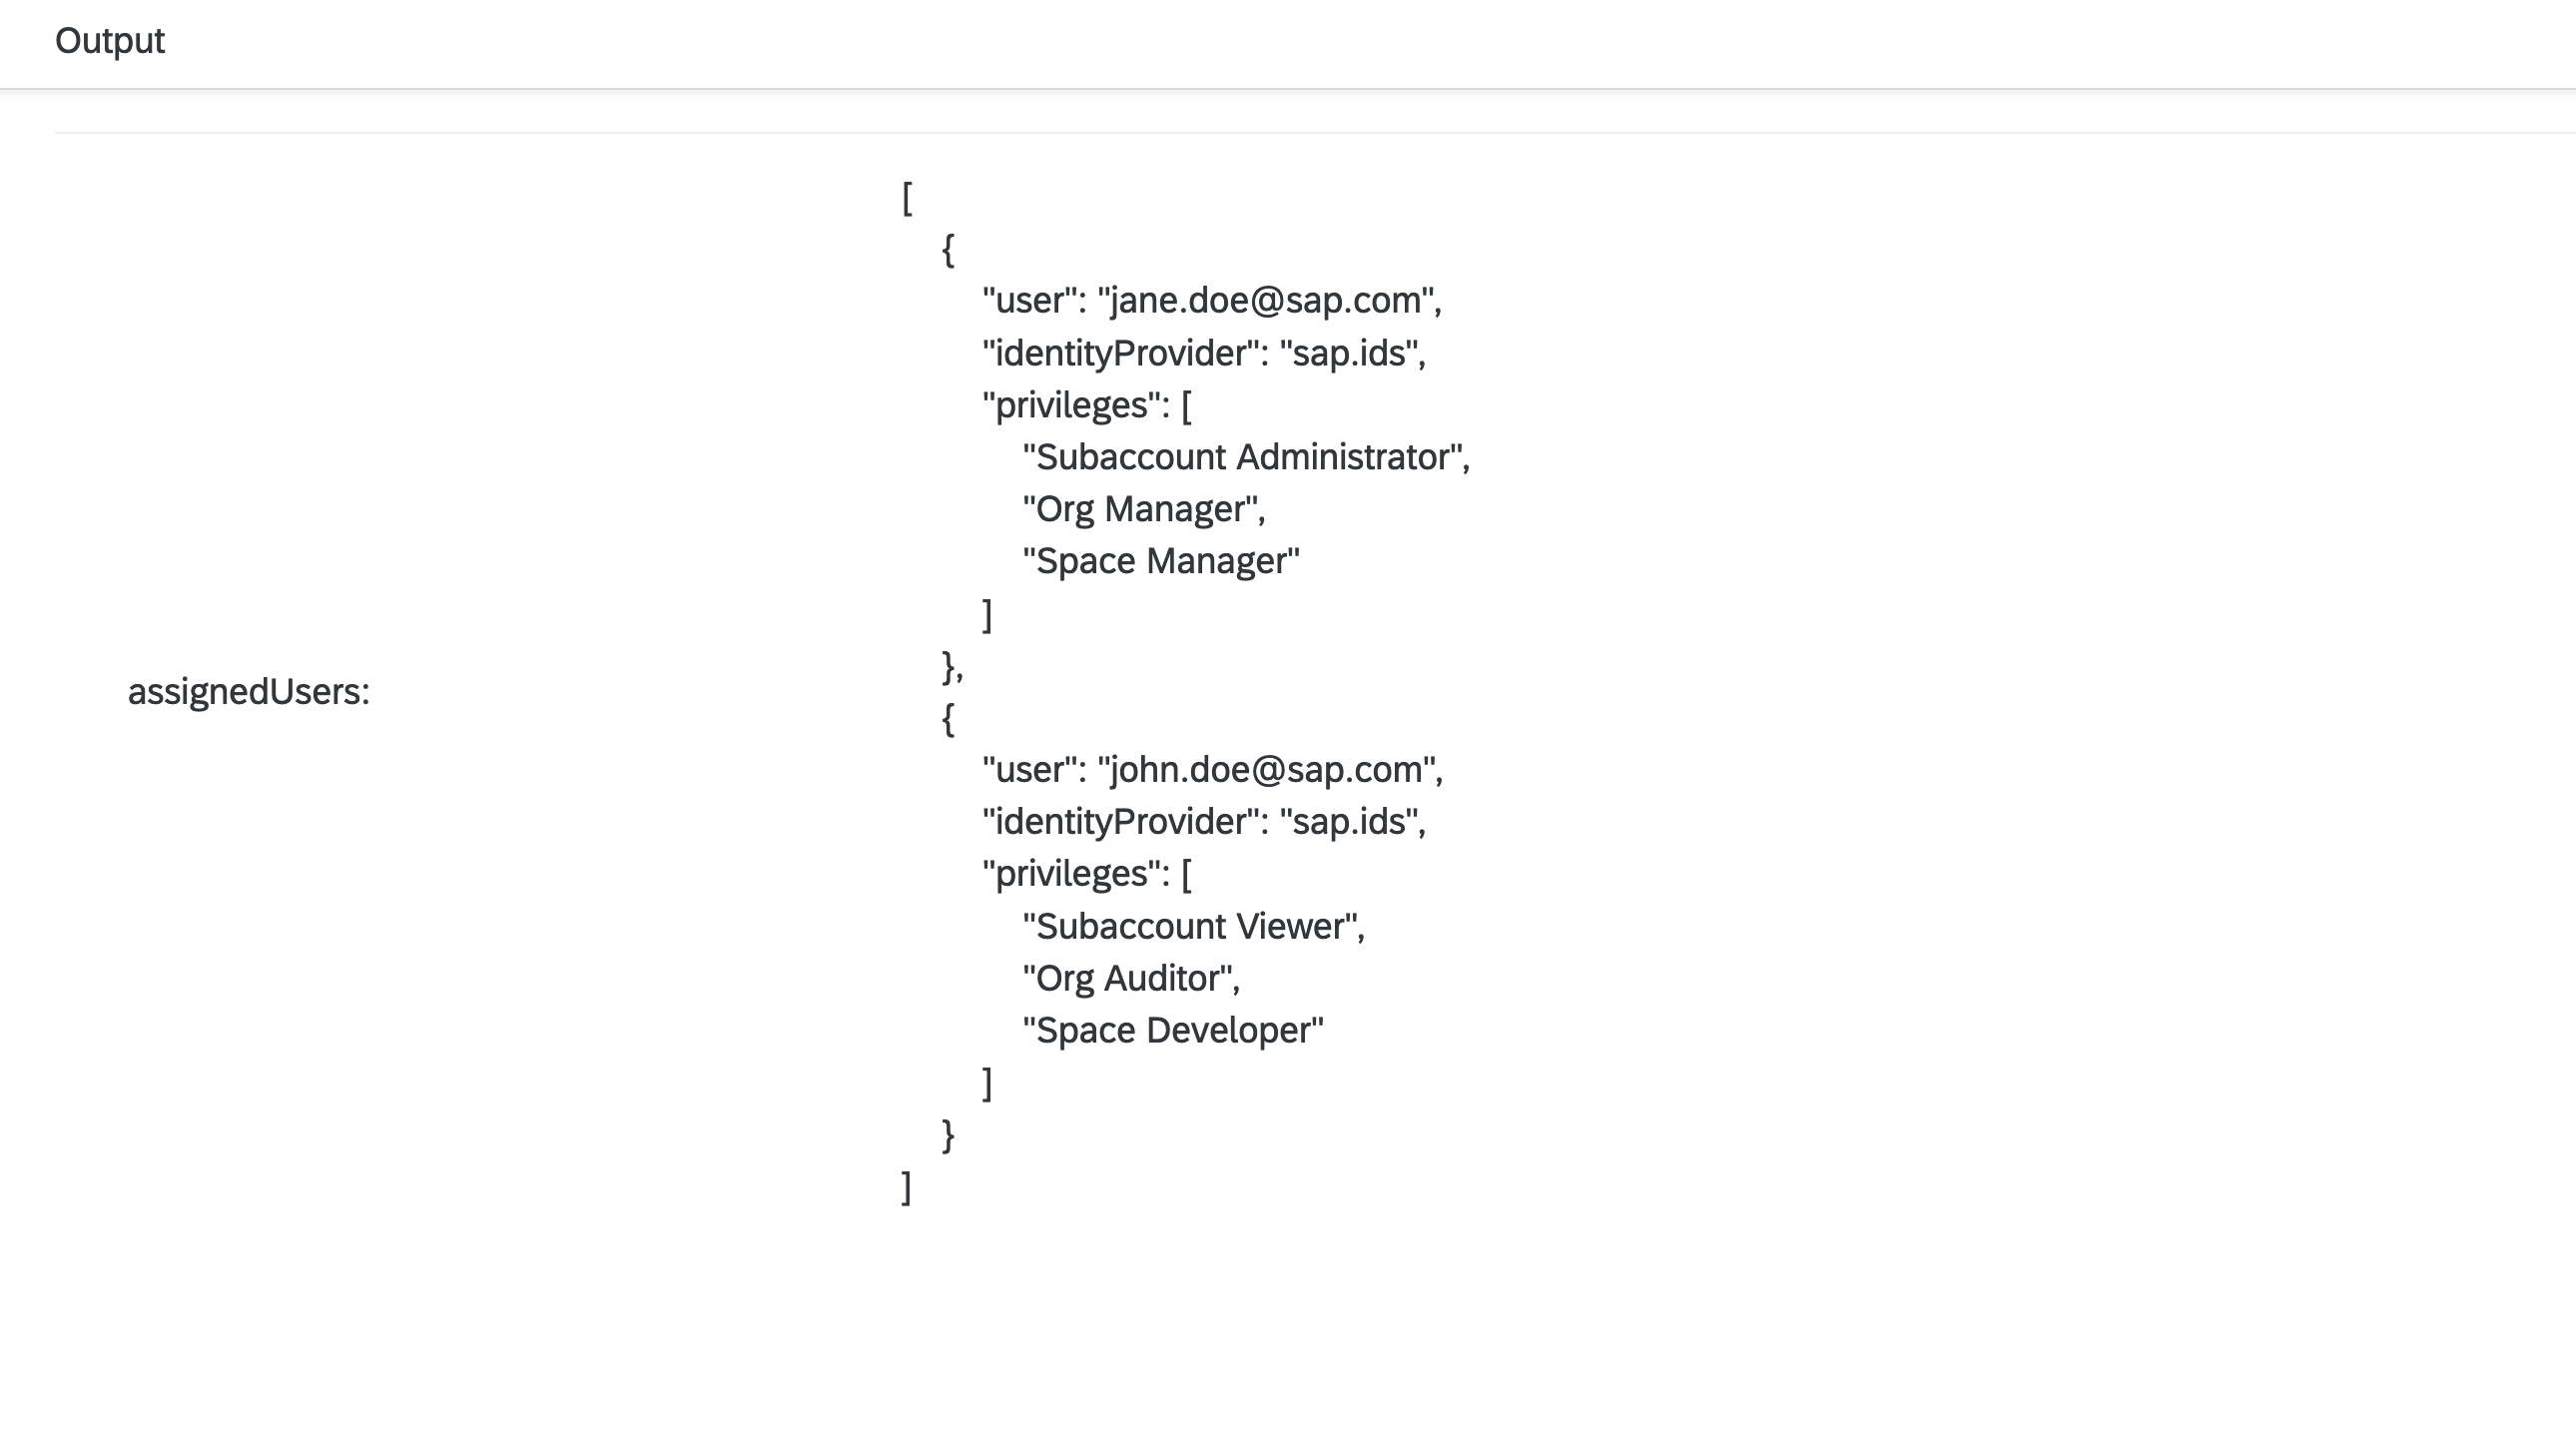 Output
[
{
"user": "jane.doe@sap.com",
"identityProvider": "sap.ids",
"privileges": [
"Subaccount Administrator",
"Org Manager",
"Space Manager"
]
},
assignedUsers:
{
"user": "john.doe@sap.com",
"identityProvider": "sap.ids",
"privileges": [
"Subaccount Viewer",
"Org Auditor",
"Space Developer"
]
}
]